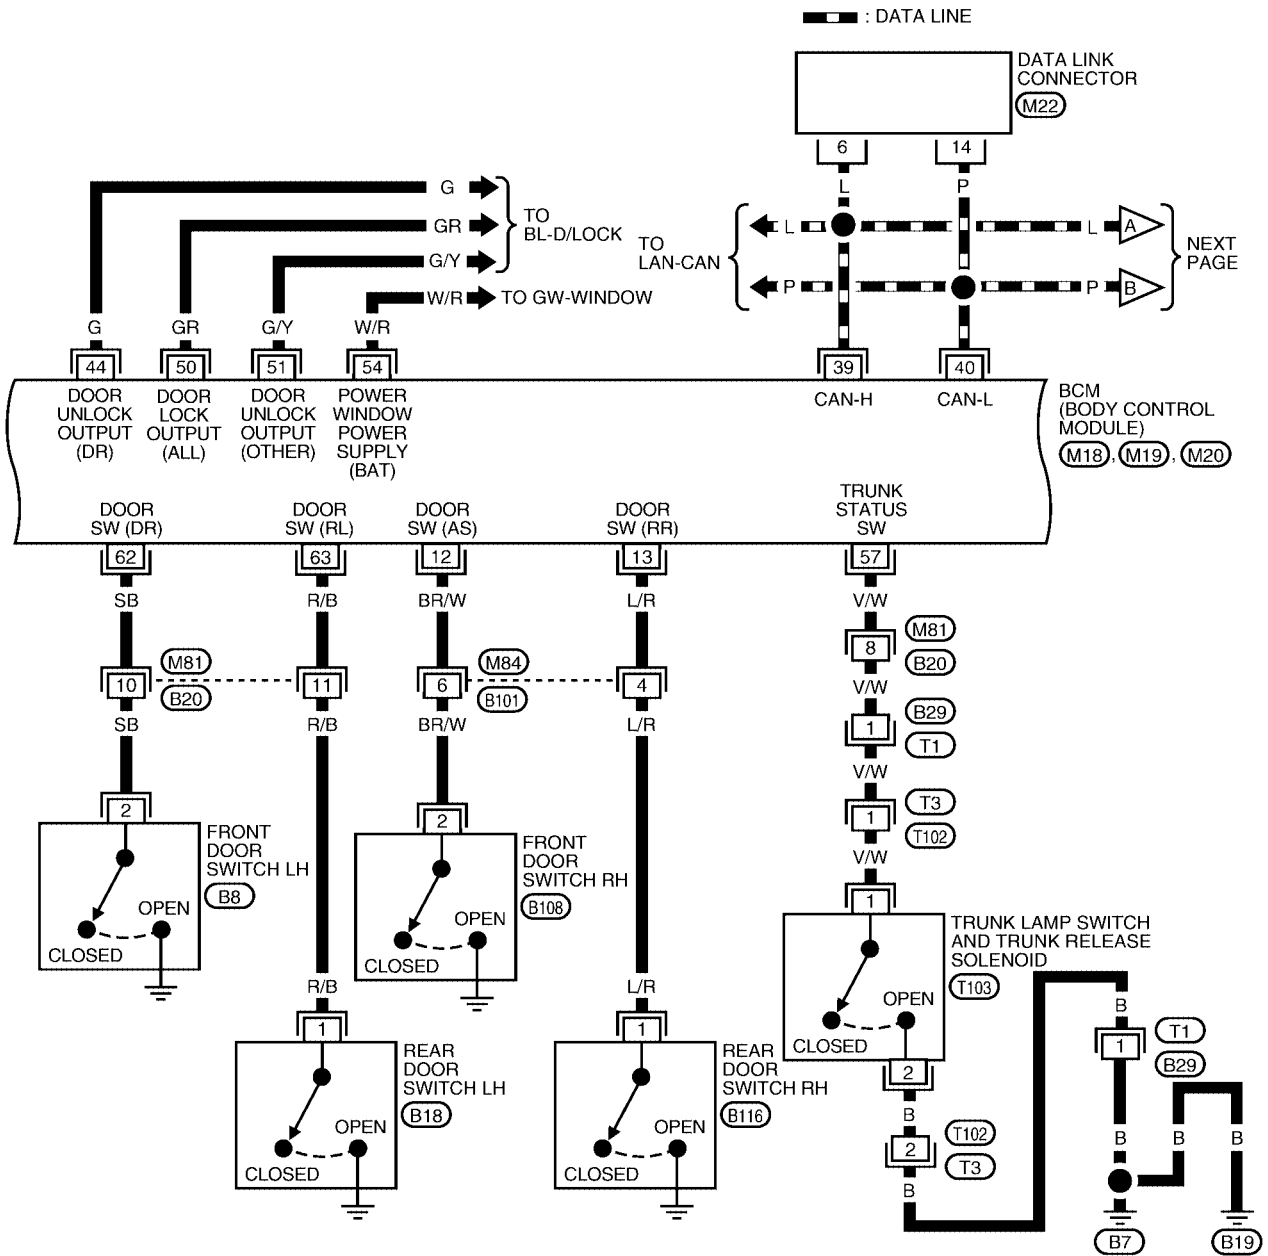 : DATA LINE
DATA LINK
CONNECTOR
M22
6
14
L
P
G
GR
G/Y
W/R
TO
BL-D/LOCK
TO GW-WINDOW
TO
LAN-CAN
L
L
A
P
P
B
NEXT
PAGE
G
GR
G/Y
W/R
44
50
51
54
39
40
DOOR
UNLOCK
OUTPUT
(DR)
DOOR
LOCK
OUTPUT
(ALL)
DOOR
UNLOCK
OUTPUT
(OTHER)
POWER
WINDOW
POWER
SUPPLY
(BAT)
CAN-H
CAN-L
BCM
(BODY CONTROL
MODULE)
M18, M19, M20
DOOR
SW (DR)
DOOR
SW (RL)
DOOR
SW (AS)
DOOR
SW (RR)
TRUNK
STATUS
SW
62
63
12
13
57
SB
R/B
BR/W
L/R
V/W
10
M81
B20
11
6
M84
B101
4
8
M81
B20
SB
R/B
BR/W
L/R
V/W
1
B29
T1
V/W
1
T3
T102
V/W
2
FRONT
DOOR
SWITCH LH
B8
OPEN
CLOSED
2
FRONT
DOOR
SWITCH RH
B108
OPEN
CLOSED
1
TRUNK LAMP SWITCH
AND TRUNK RELEASE
SOLENOID
T103
OPEN
CLOSED
R/B
L/R
1
REAR
DOOR
SWITCH LH
B18
OPEN
CLOSED
1
REAR
DOOR
SWITCH RH
B116
OPEN
CLOSED
2
B
2
T102
T3
B
B
1
T1
B29
B
B
B
B7
B19